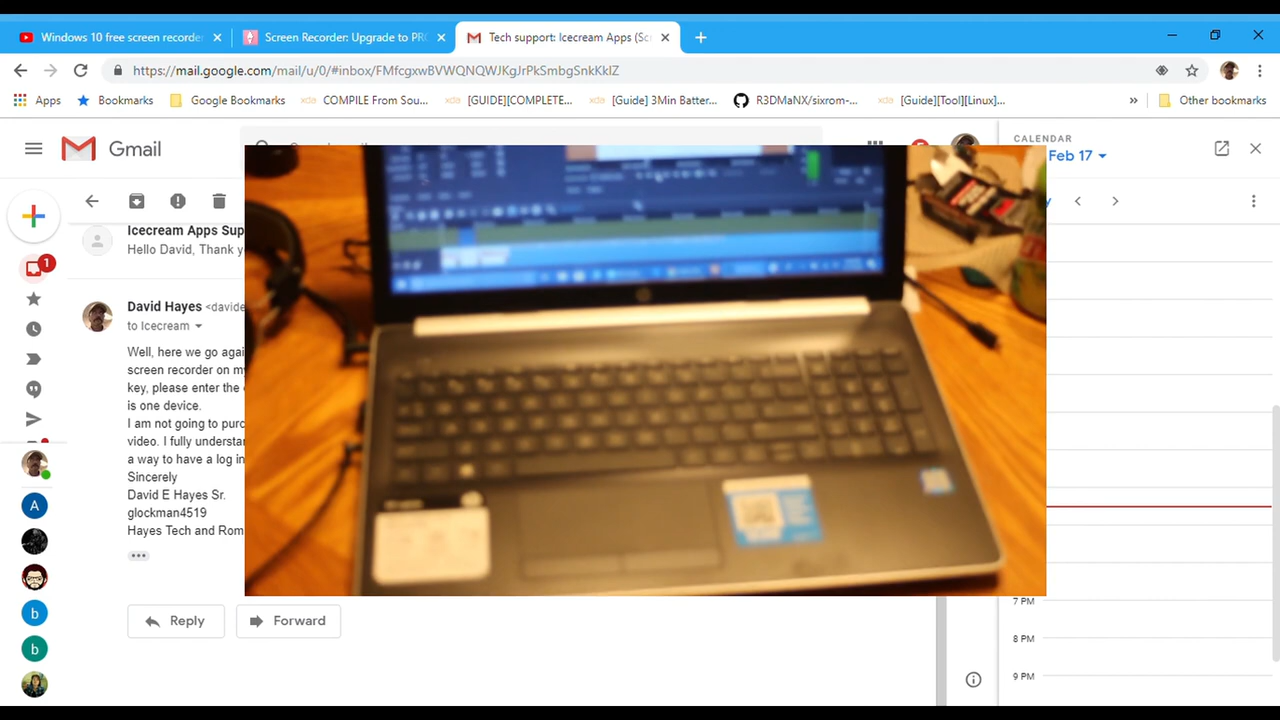 Windows 10 free screen recorde
Screen Recorder: Upgrade to PR
Tech support: Icecream Apps (Sc
https://mail.google.com/mail/u/0/#inbox/FMfcgxwBVWQNQWJKgJrPkSmbgSnkKkIZ
Apps
Bookmarks
Google Bookmarks
COMPILE From Sou...
[GUIDE][COMPLETE...
[Guide] 3Min Batter...
R3DMaNX/sixrom-...
[Guide][Tool][Linux]...
»
Other bookmarks
Gmail
CALENDAR
Feb 17
1
Icecream Apps Sup
Hello David, Thank y
David Hayes <davide
to Icecream
Well, here we go agai
screen recorder on my
key, please enter the
is one device.
I am not going to purc
video. I fully understa
a way to have a log in
Sincerely
David E Hayes Sr.
glockman4519
Hayes Tech and Rom
A
b
b
Reply
Forward
7 PM
8 PM
9 PM